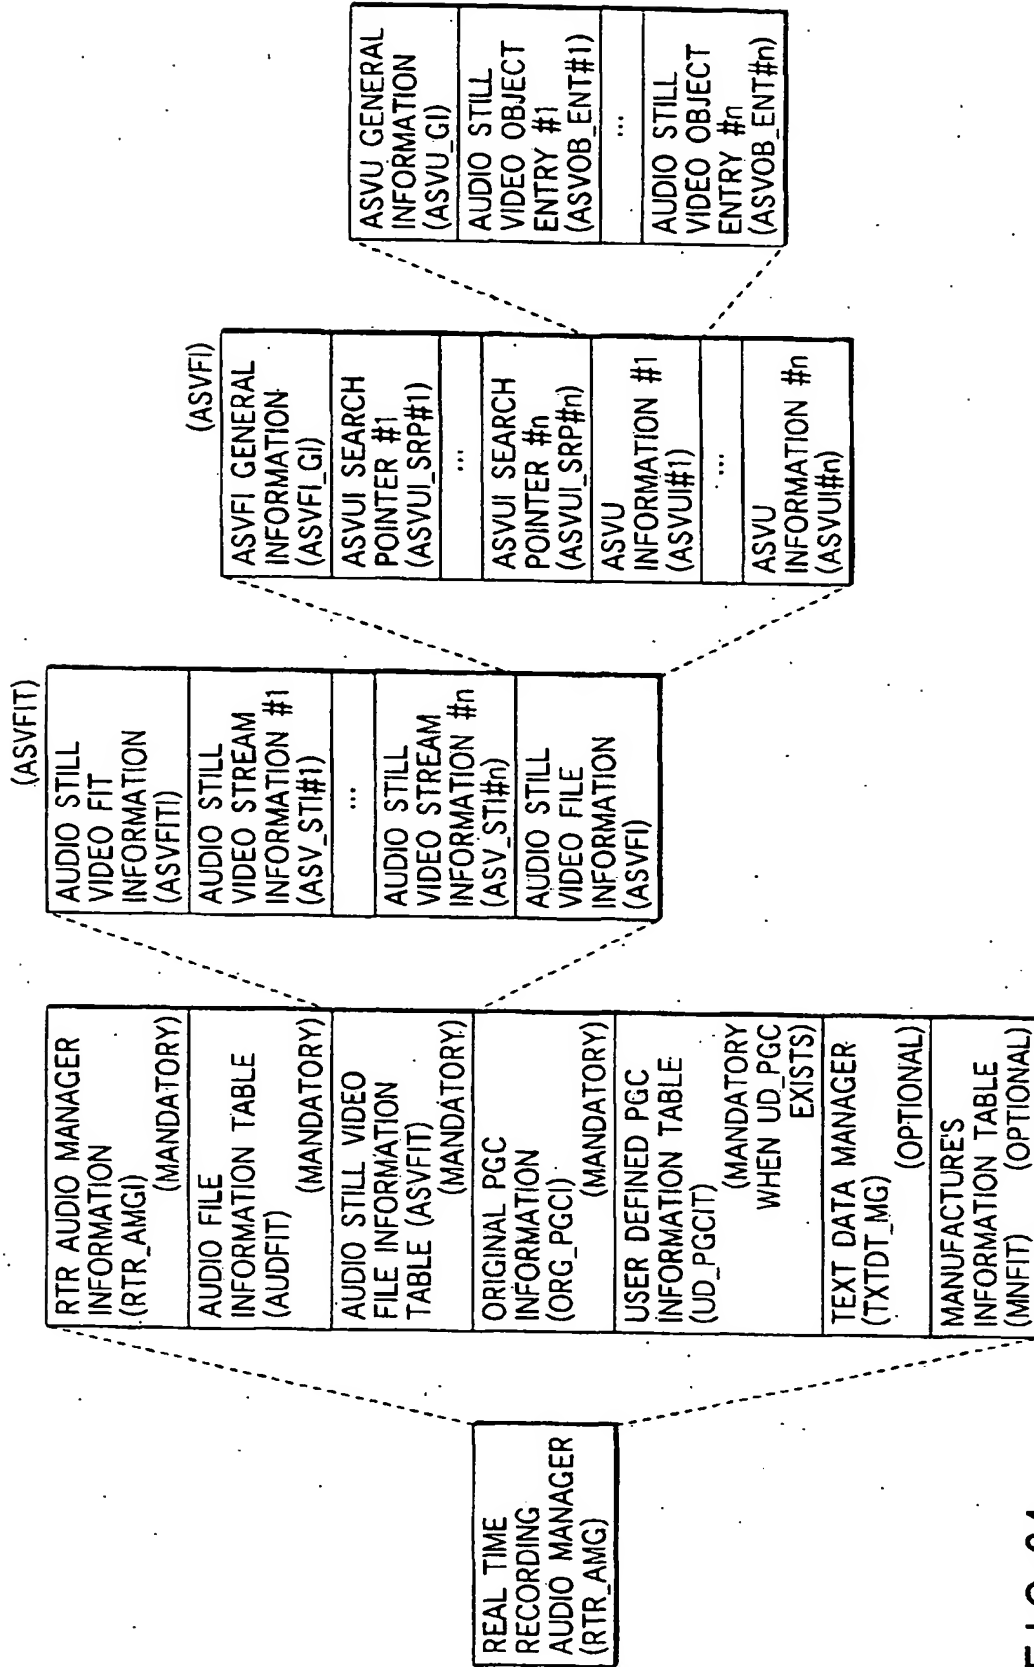 REAL TIME
RECORDING
AUDIO MANAGER
(RTR_AMG)
RTR AUDIO MANAGER
INFORMATION
(RTR_AMGI)
(MANDATORY)
AUDIO FILE
INFORMATION TABLE
(AUDFIT)
(MANDATORY)
AUDIO STILL VIDEO
FILE INFORMATION
TABLE (ASVFIT)
(MANDATORY)
ORIGINAL PGC
INFORMATION
(ORG_PGCI)
(MANDATORY)
USER DEFINED PGC
INFORMATION TABLE
(UD_PGCIT)
(MANDATORY
WHEN UD_PGC
EXISTS)
TEXT DATA MANAGER
(TXTDT_MG)
(OPTIONAL)
MANUFACTURE'S
INFORMATION TABLE
(MNFIT) (OPTIONAL)
(ASVFIT)
AUDIO STILL
VIDEO FIT
INFORMATION
(ASVFITI)
AUDIO STILL
VIDEO STREAM
INFORMATION #1
(ASV_STI#1)
...
AUDIO STILL
VIDEO STREAM
INFORMATION #n
(ASV_STI#n)
AUDIO STILL
VIDEO FILE
INFORMATION
(ASVFI)
(ASVFI)
ASVFI GENERAL
INFORMATION
(ASVFI_GI)
ASVUI SEARCH
POINTER #1
(ASVUI_SRP#1)
...
ASVUI SEARCH
POINTER #n
(ASVUI_SRP#n)
ASVU
INFORMATION #1
(ASVUI#1)
...
ASVU
INFORMATION #n
(ASVUI#n)
ASVU GENERAL
INFORMATION
(ASVU_GI)
AUDIO STILL
VIDEO OBJECT
ENTRY #1
(ASVOB_ENT#1)
...
AUDIO STILL
VIDEO OBJECT
ENTRY #n
(ASVOB_ENT#n)